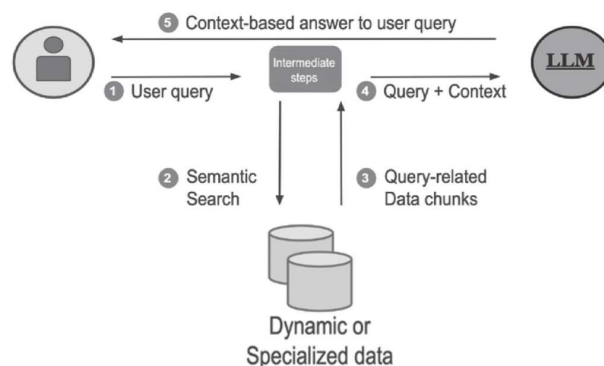 5 Context-based answer to user query
Intermediate
steps
LLM
1 User query
4 Query + Context
2 Semantic
Search
3 Query-related
Data chunks
Dynamic or
Specialized data